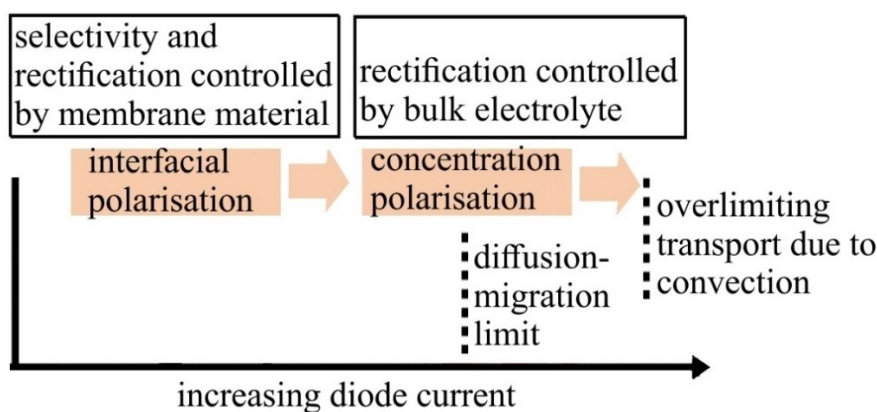 selectivity and
rectification controlled
by membrane material
rectification controlled
by bulk electrolyte
interfacial
polarisation
concentration
polarisation
overlimiting
transport due to
convection
diffusion-
migration
limit
increasing diode current